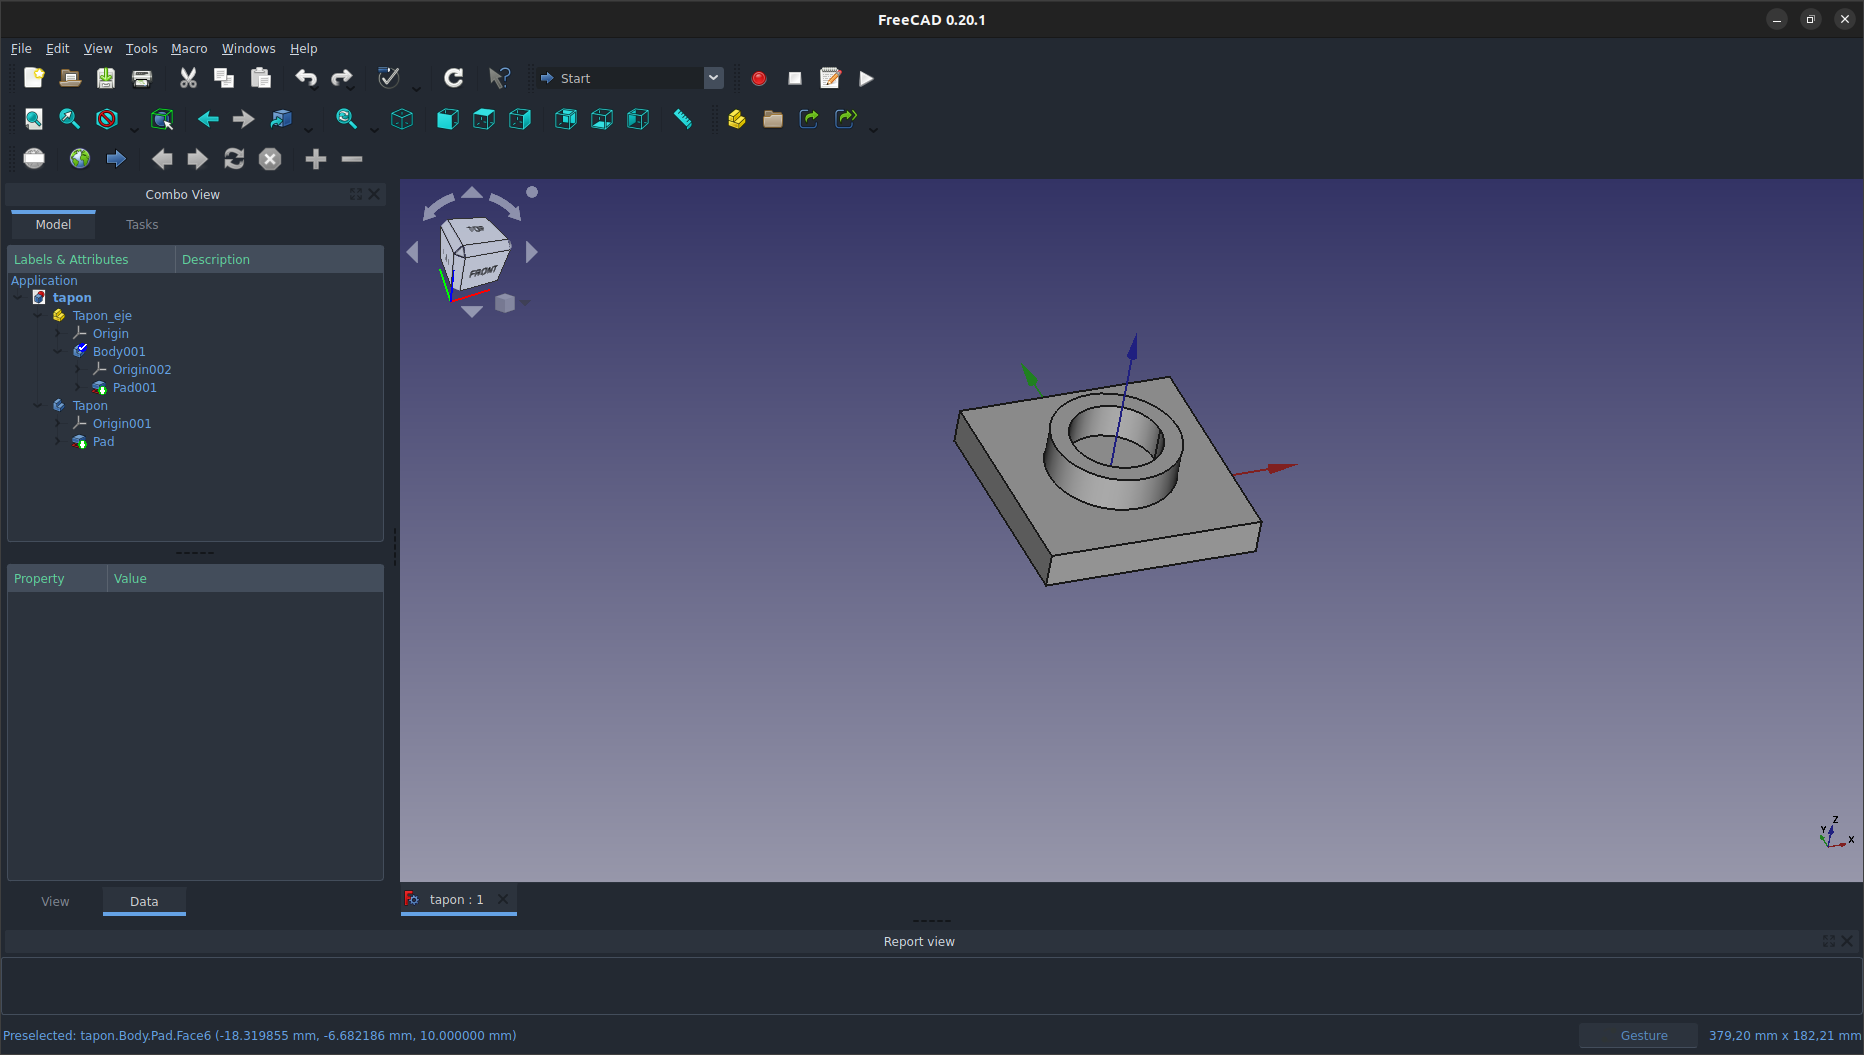 FreeCAD 0.20.1
File Edit View Tools Macro Windows Help
Start
Combo View
Model Tasks
Labels & Attributes Description
Application
tapon
Tapon_eje
Origin
Body001
Origin002
Pad001
Tapon
Origin001
Pad
Property Value
View Data
TOP
FRONT
Z
Y
X
tapon : 1
Report view
Preselected: tapon.Body.Pad.Face6 (-18.319855 mm, -6.682186 mm, 10.000000 mm)
Gesture 379,20 mm x 182,21 mm